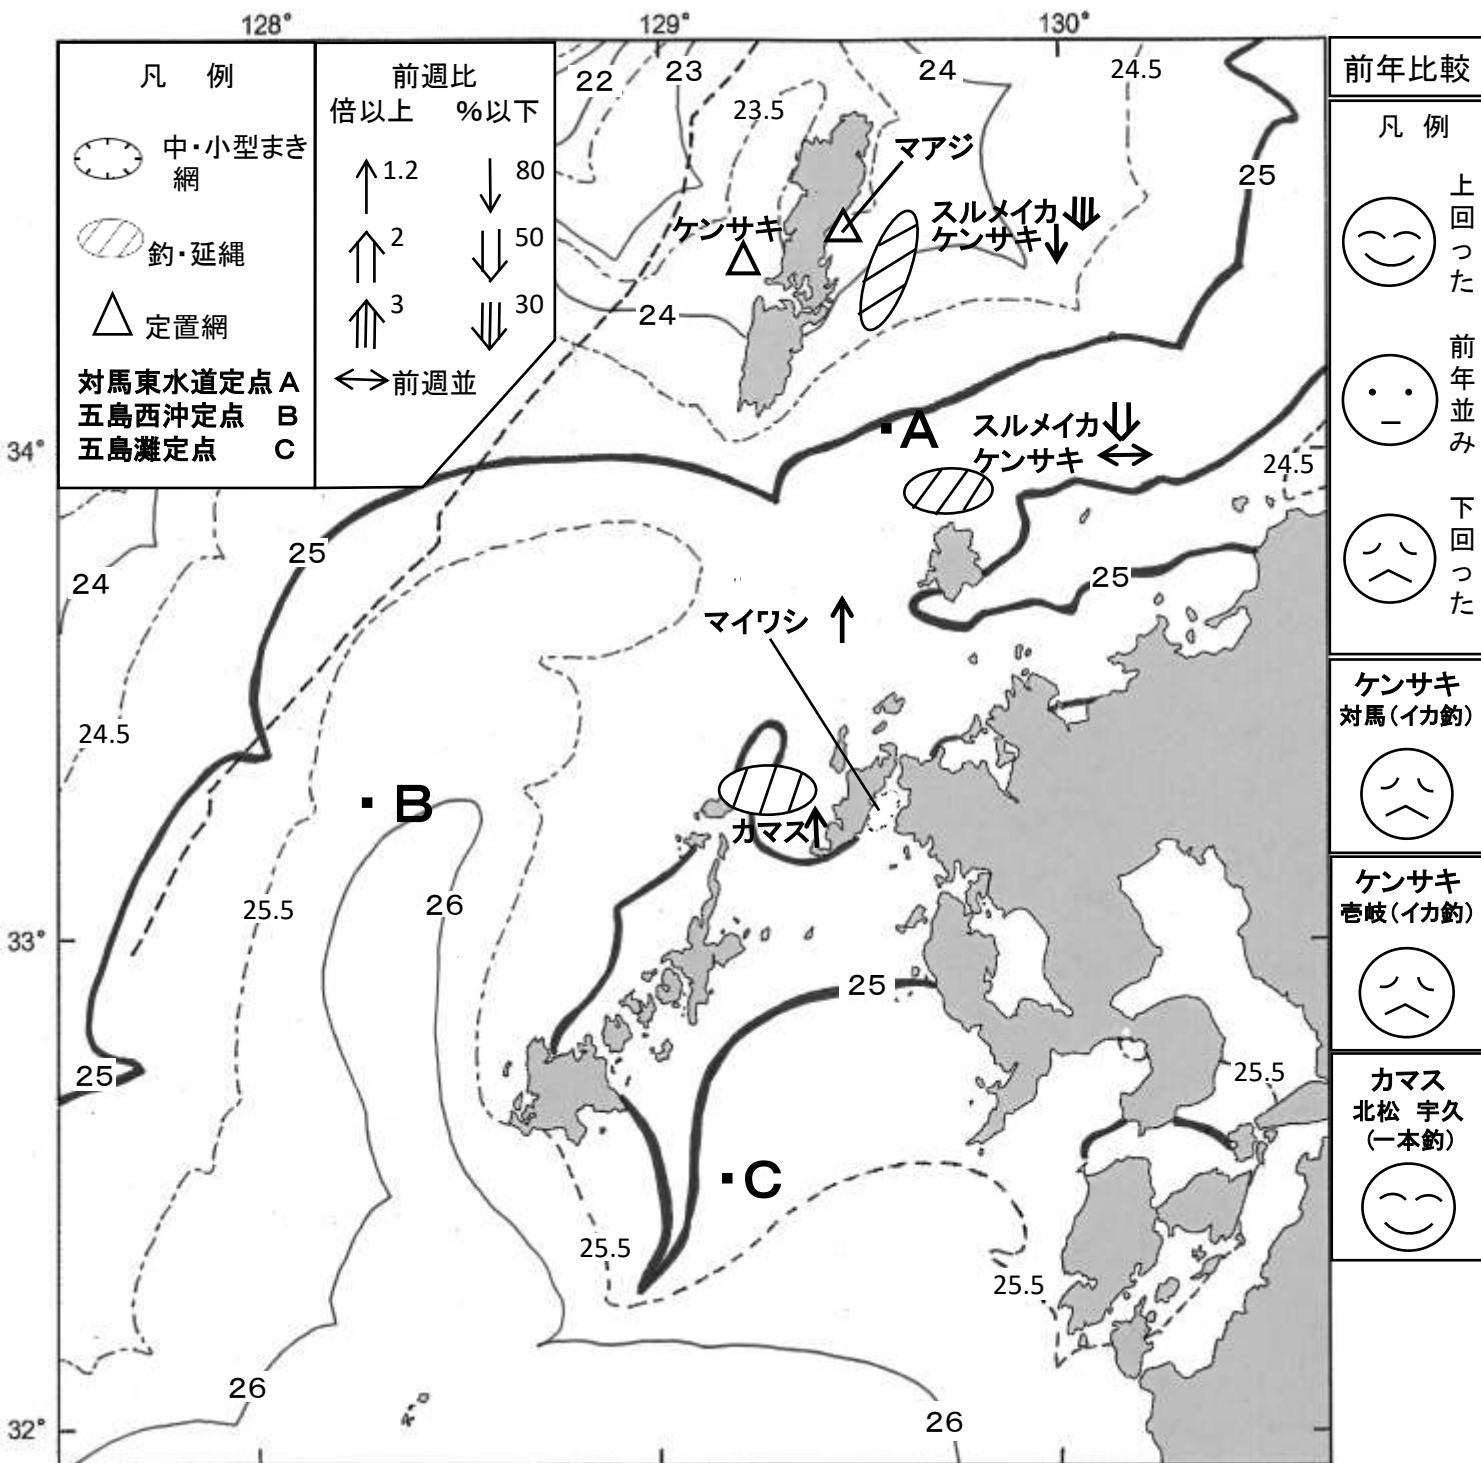 128°
129°
130°
凡 例
中・小型まき
網
釣・延縄
定置網
対馬東水道定点 A
五島西沖定点 B
五島灘定点 C
前週比
倍以上 %以下
1.2
80
2
50
3
30
前週並
22
23
24
24.5
23.5
マアジ
25
スルメイカ
ケンサキ
ケンサキ
24
34°
A
スルメイカ
ケンサキ
24.5
25
24
25
マイワシ
24.5
B
カマス
25.5
26
33°
25
25
25.5
C
25.5
25.5
26
26
32°
前年比較
凡 例
上回った
前年並み
下回った
ケンサキ
対馬(イカ釣)
ケンサキ
壱岐(イカ釣)
カマス
北松 宇久
(一本釣)